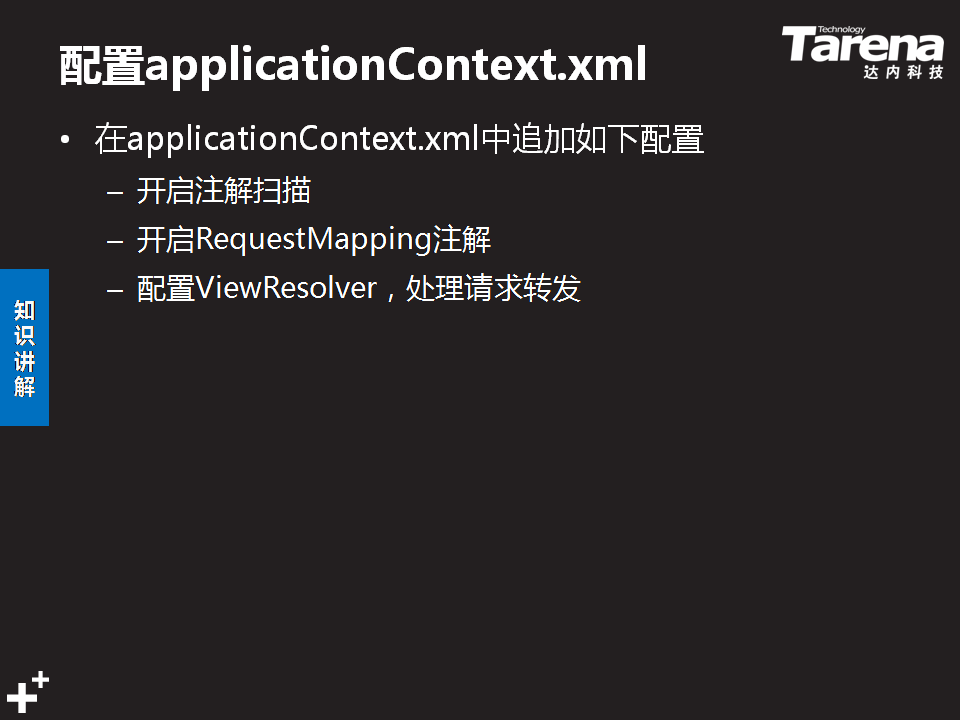 配置applicationContext.xml
Technology
Tarena
达内科技
• 在applicationContext.xml中追加如下配置
– 开启注解扫描
– 开启RequestMapping注解
– 配置ViewResolver，处理请求转发
知识讲解